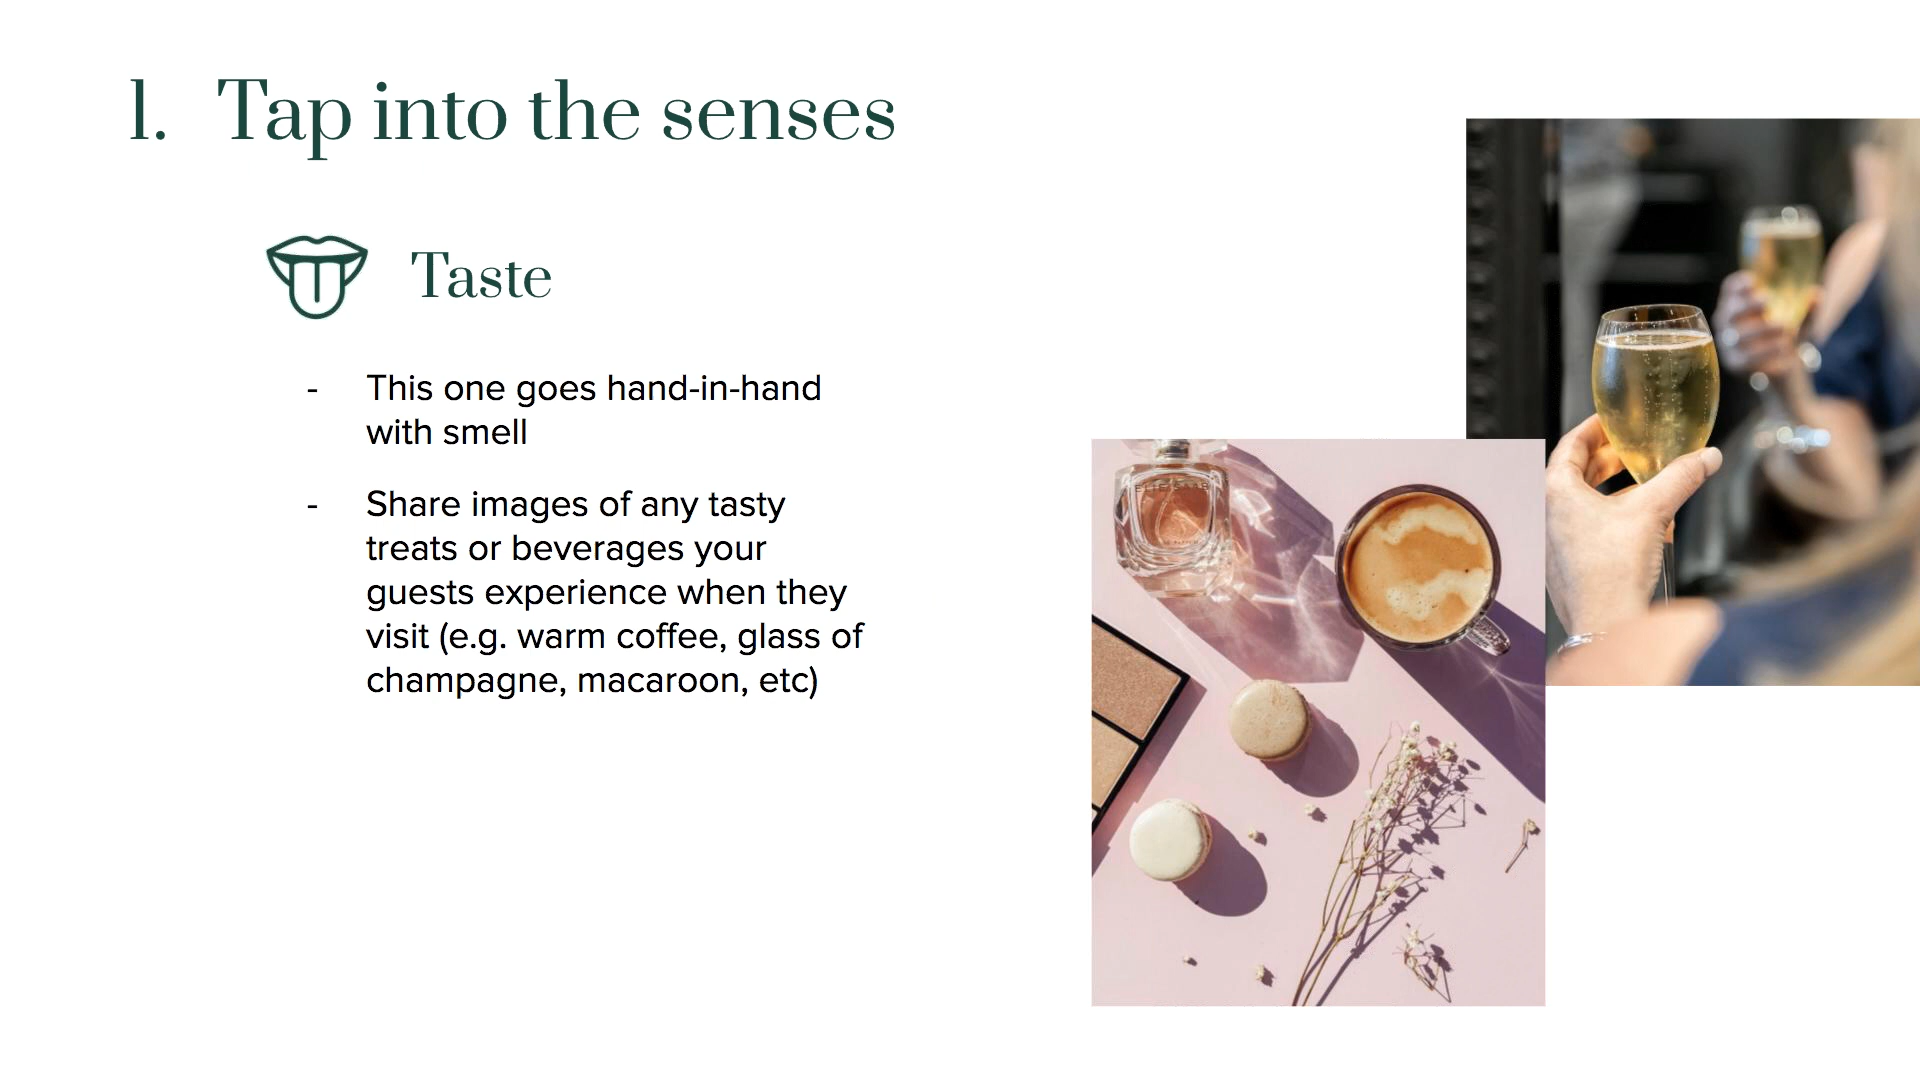 1. Tap into the senses
Taste
- This one goes hand-in-hand
with smell
- Share images of any tasty
treats or beverages your
guests experience when they
visit (e.g. warm coffee, glass of
champagne, macaroon, etc)